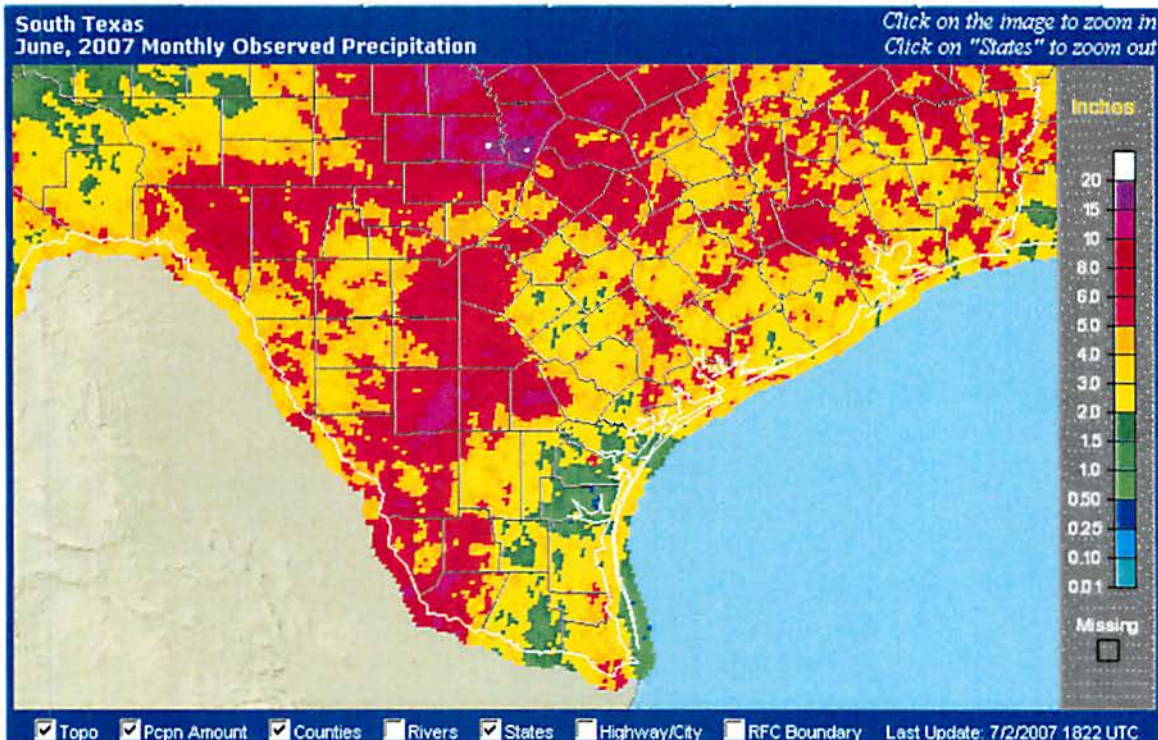 South Texas
June, 2007 Monthly Observed Precipitation
Click on the image to zoom in
Click on "States" to zoom out
Inches
20
15
10
8.0
6.0
5.0
4.0
3.0
2.0
1.5
1.0
0.50
0.25
0.10
0.01
Missing
Topo Pcpn Amount Counties Rivers States Highway/City RFC Boundary Last Update: 7/2/2007 1822 UTC